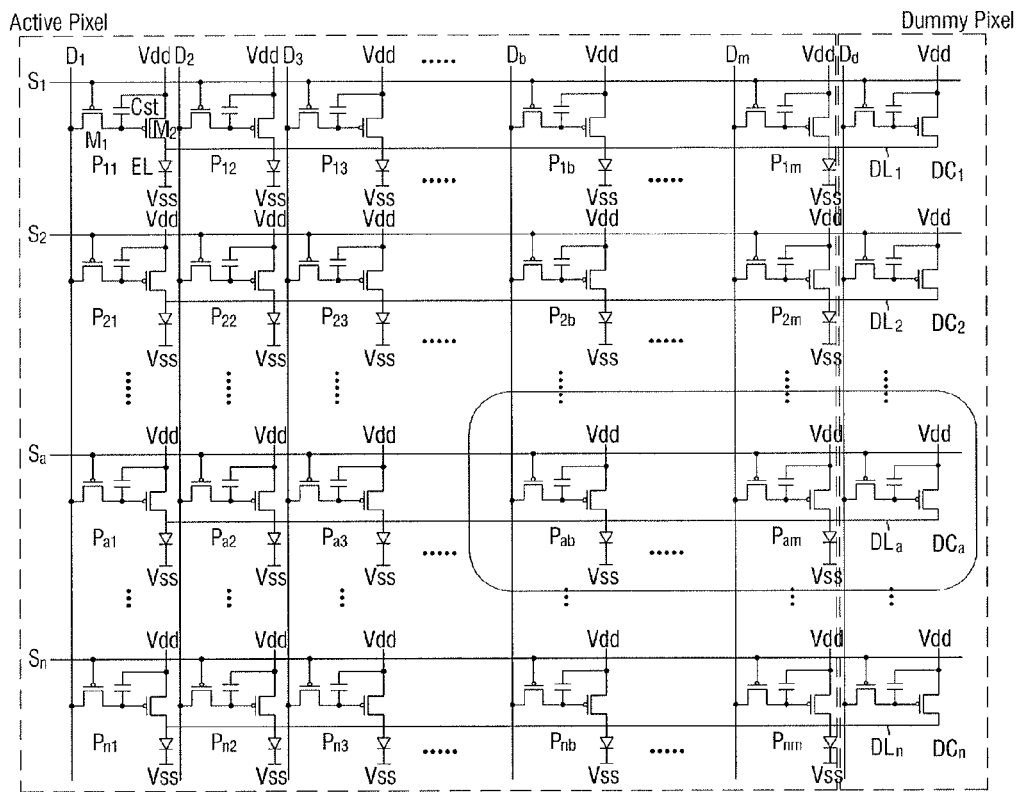 Active Pixel Dummy Pixel
D1 Vdd D2 Vdd D3 Vdd ..... Db Vdd Dm Vdd Dd Vdd
S1
Cst
M1 M2
P11 EL P12 P13 P1b P1m DL1 DC1
..... .....
Vss Vss Vss Vss Vss
Vdd Vdd Vdd Vdd Vdd Vdd
S2
P21 P22 P23 P2b P2m DL2 DC2
..... .....
Vss Vss Vss Vss Vss
Vdd Vdd Vdd Vdd Vdd Vdd
Sa
Pa1 Pa2 Pa3 Pab Pam DLa DCa
..... .....
Vss Vss Vss Vss Vss
Vdd Vdd Vdd Vdd Vdd Vdd
Sn
Pn1 Pn2 Pn3 Pnb Pnm DLn DCn
..... .....
Vss Vss Vss Vss Vss